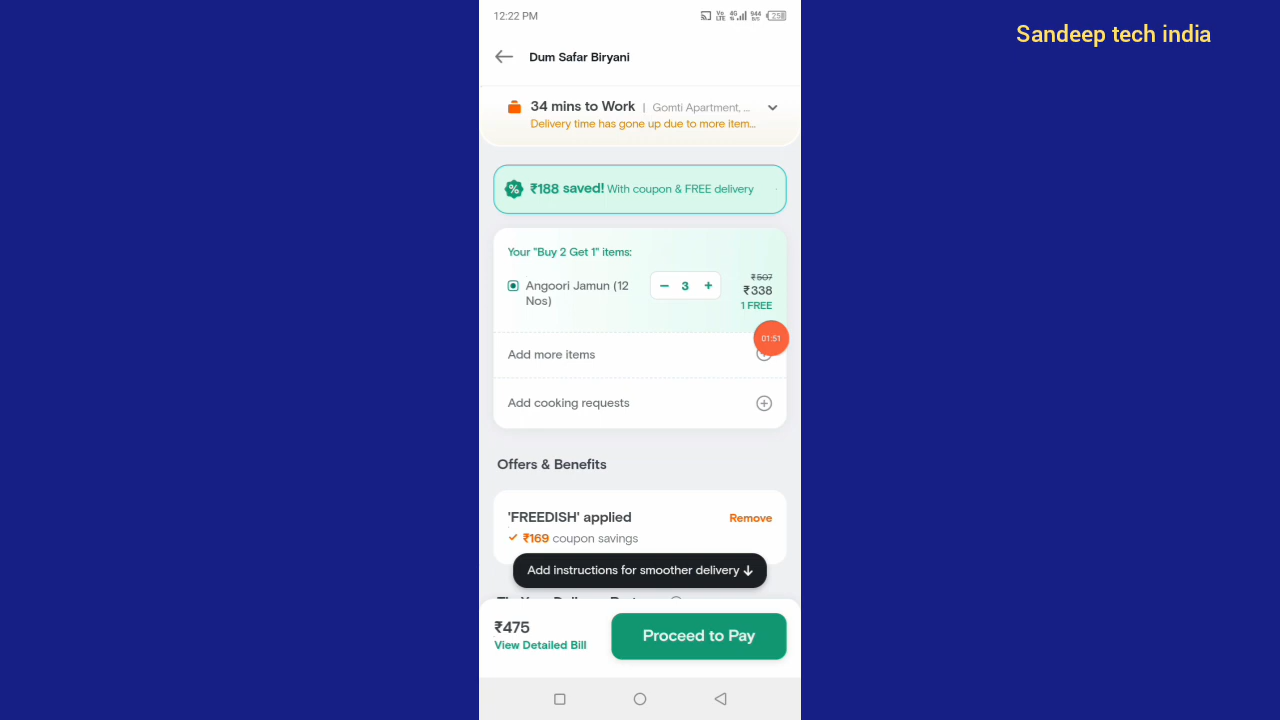 12:22 PM
Sandeep tech india
Dum Safar Biryani
34 mins to Work | Gomti Apartment, ...
Delivery time has gone up due to more item...
₹188 saved! With coupon & FREE delivery
Your "Buy 2 Get 1" items:
Angoori Jamun (12 Nos)
− 3 +
₹507
₹338
1 FREE
01:51
Add more items
Add cooking requests
Offers & Benefits
'FREEDISH' applied
Remove
₹169 coupon savings
Add instructions for smoother delivery ↓
₹475
View Detailed Bill
Proceed to Pay